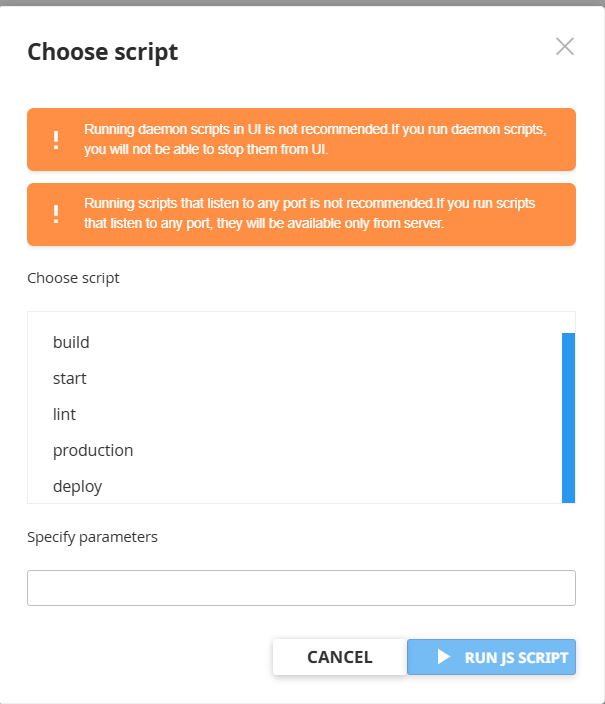 Choose script
Running daemon scripts in UI is not recommended.If you run daemon scripts,
you will not be able to stop them from UI.
Running scripts that listen to any port is not recommended.If you run scripts
that listen to any port, they will be available only from server.
Choose script
build
start
lint
production
deploy
Specify parameters
CANCEL
RUN JS SCRIPT